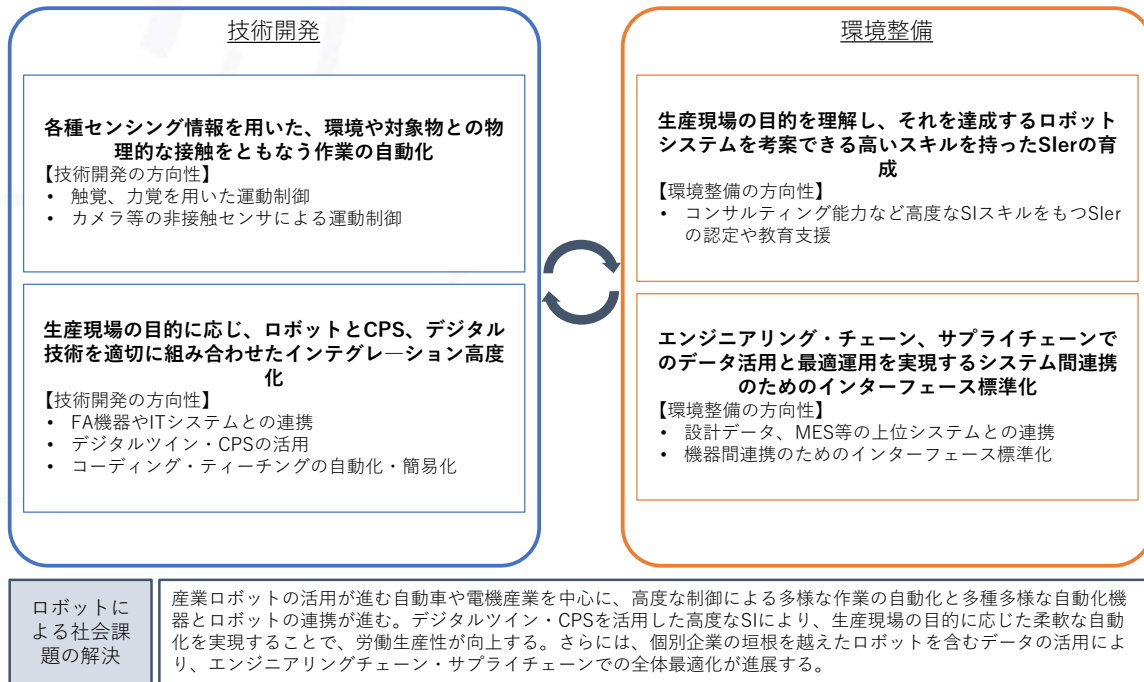 技術開発
各種センシング情報を用いた、環境や対象物との物
理的な接触をともなう作業の自動化
【技術開発の方向性】
• 触覚、力覚を用いた運動制御
• カメラ等の非接触センサによる運動制御
生産現場の目的に応じ、ロボットとCPS、デジタル
技術を適切に組み合わせたインテグレ―ション高度
化
【技術開発の方向性】
• FA機器やITシステムとの連携
• デジタルツイン・CPSの活用
• コーディング・ティーチングの自動化・簡易化
環境整備
生産現場の目的を理解し、それを達成するロボット
システムを考案できる高いスキルを持ったSIerの育
成
【環境整備の方向性】
• コンサルティング能力など高度なSIスキルをもつSIer
の認定や教育支援
エンジニアリング・チェーン、サプライチェーンで
のデータ活用と最適運用を実現するシステム間連携
のためのインターフェース標準化
【環境整備の方向性】
• 設計データ、MES等の上位システムとの連携
• 機器間連携のためのインターフェース標準化
ロボットに
よる社会課
題の解決
産業ロボットの活用が進む自動車や電機産業を中心に、高度な制御による多様な作業の自動化と多種多様な自動化機
器とロボットの連携が進む。デジタルツイン・CPSを活用した高度なSIにより、生産現場の目的に応じた柔軟な自動
化を実現することで、労働生産性が向上する。さらには、個別企業の垣根を越えたロボットを含むデータの活用によ
り、エンジニアリングチェーン・サプライチェーンでの全体最適化が進展する。